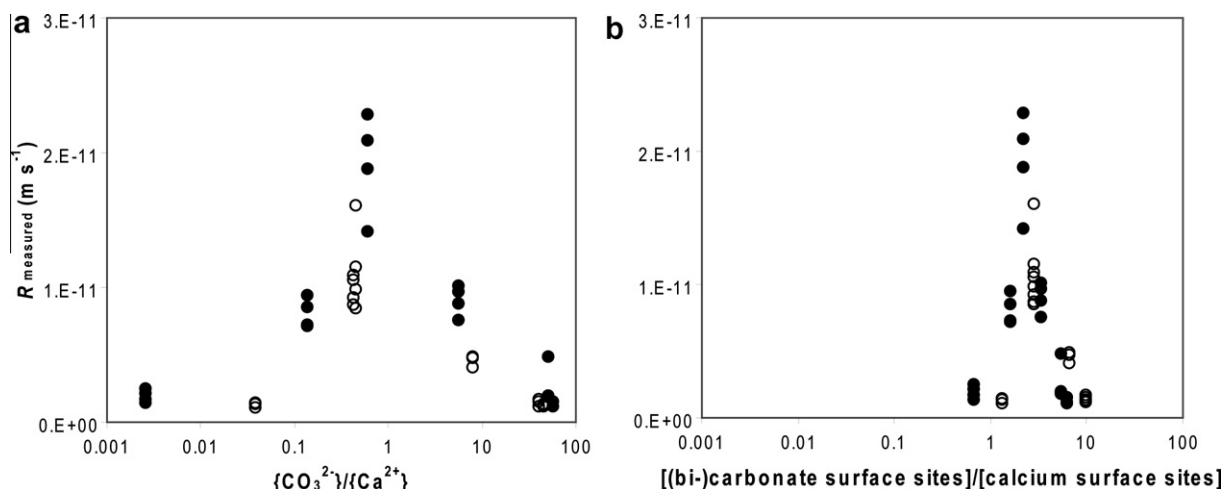 a
3.E-11
2.E-11
1.E-11
0.E+00
R measured (m s⁻¹)
0.001 0.01 0.1 1 10 100
{CO₃²⁻}/{Ca²⁺}
b
3.E-11
2.E-11
1.E-11
0.E+00
0.001 0.01 0.1 1 10 100
[(bi-)carbonate surface sites]/[calcium surface sites]